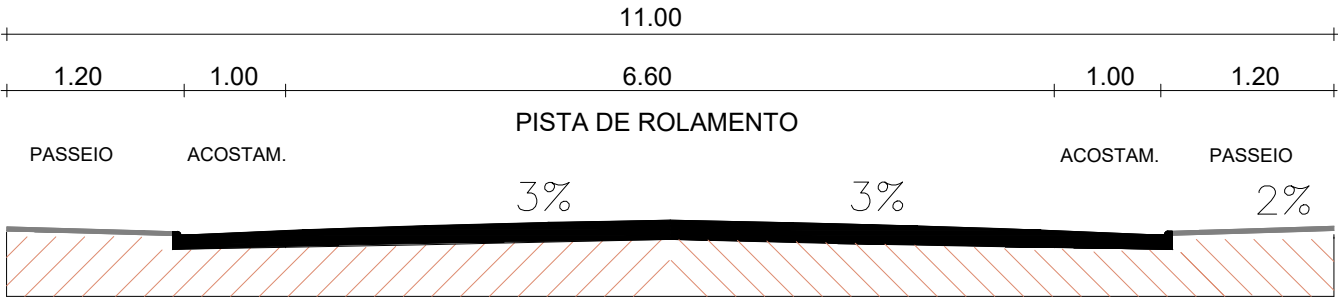 11.00
1.20 1.00 6.60 1.00 1.20
PISTA DE ROLAMENTO
PASSEIO ACOSTAM. ACOSTAM. PASSEIO
3% 3% 2%